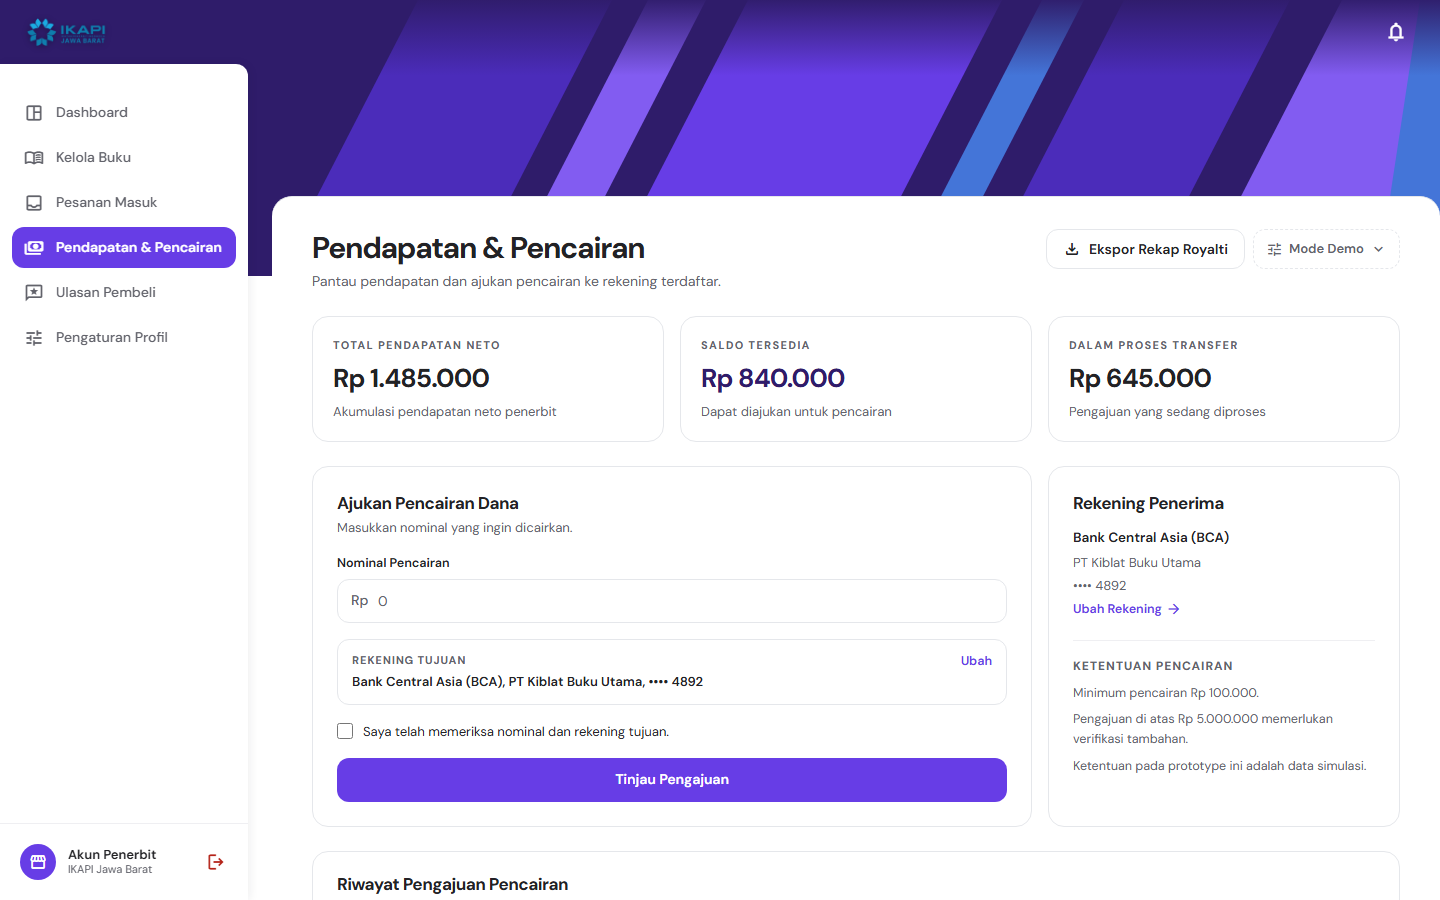 IKAPI
JAWA BARAT
Dashboard
Kelola Buku
Pesanan Masuk
Pendapatan & Pencairan
Ulasan Pembeli
Pengaturan Profil
Akun Penerbit
IKAPI Jawa Barat
Pendapatan & Pencairan
Pantau pendapatan dan ajukan pencairan ke rekening terdaftar.
Ekspor Rekap Royalti
Mode Demo
TOTAL PENDAPATAN NETO
Rp 1.485.000
Akumulasi pendapatan neto penerbit
SALDO TERSEDIA
Rp 840.000
Dapat diajukan untuk pencairan
DALAM PROSES TRANSFER
Rp 645.000
Pengajuan yang sedang diproses
Ajukan Pencairan Dana
Masukkan nominal yang ingin dicairkan.
Nominal Pencairan
Rp 0
REKENING TUJUAN
Ubah
Bank Central Asia (BCA), PT Kiblat Buku Utama, •••• 4892
Saya telah memeriksa nominal dan rekening tujuan.
Tinjau Pengajuan
Rekening Penerima
Bank Central Asia (BCA)
PT Kiblat Buku Utama
•••• 4892
Ubah Rekening →
KETENTUAN PENCAIRAN
Minimum pencairan Rp 100.000.
Pengajuan di atas Rp 5.000.000 memerlukan
verifikasi tambahan.
Ketentuan pada prototype ini adalah data simulasi.
Riwayat Pengajuan Pencairan